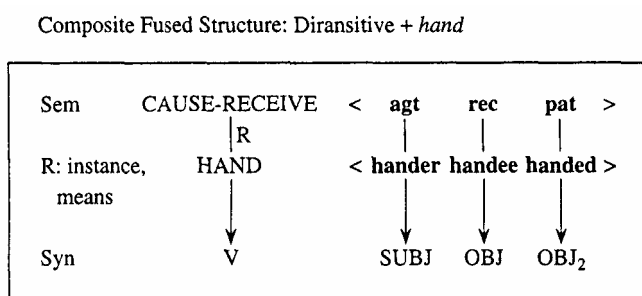 Composite Fused Structure: Diransitive + hand
Sem CAUSE-RECEIVE < agt rec pat >
R
R: instance, HAND < hander handee handed >
means
Syn V SUBJ OBJ OBJ₂